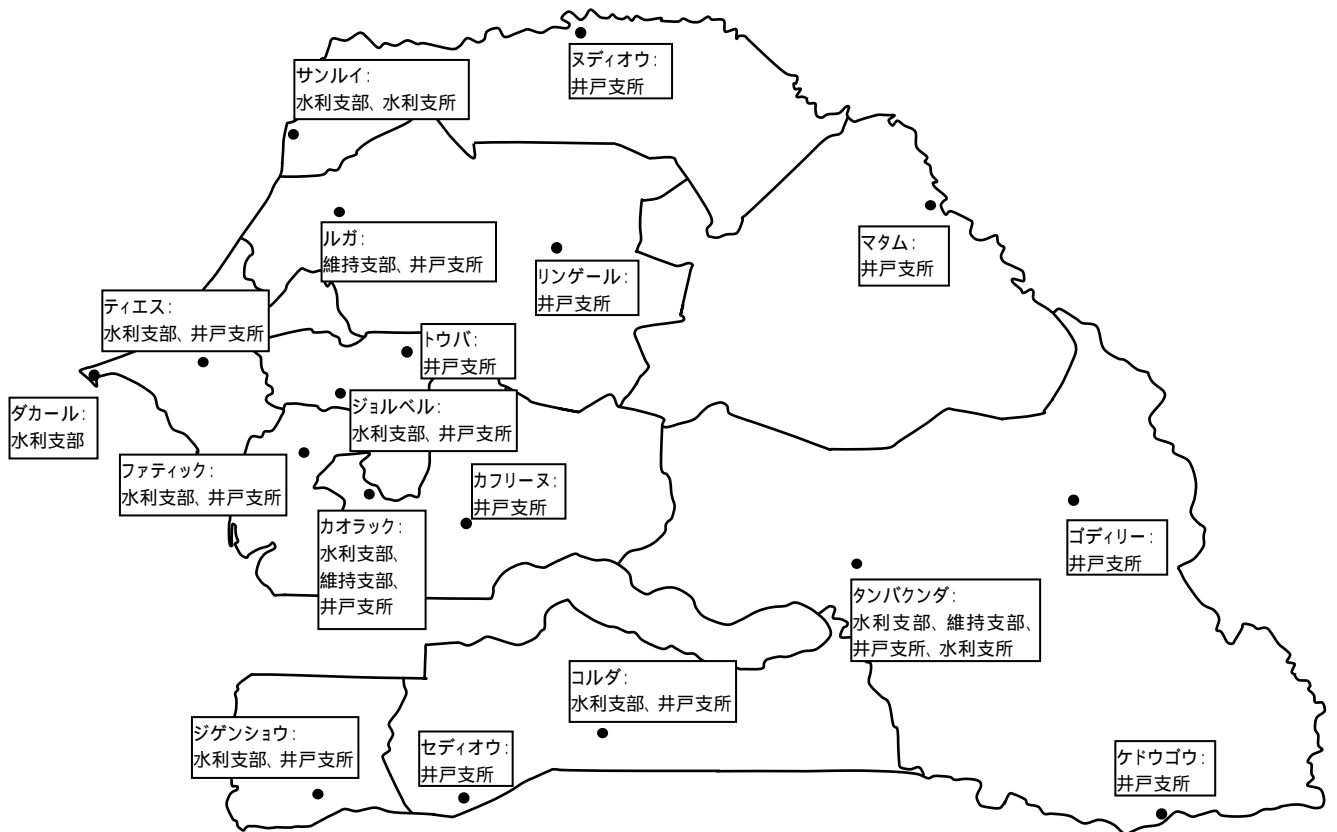 ヌディオウ:
井戸支所
サンルイ:
水利支部、水利支所
ルガ:
維持支部、井戸支所
マタム:
井戸支所
リンゲール:
井戸支所
ティエス:
水利支部、井戸支所
トウバ:
井戸支所
ダカール:
水利支部
ジョルベル:
水利支部、井戸支所
ファティック:
水利支部、井戸支所
カフリーヌ:
井戸支所
カオラック:
水利支部、
維持支部、
井戸支所
ゴディリー:
井戸支所
タンバクンダ:
水利支部、維持支部、
井戸支所、水利支所
コルダ:
水利支部、井戸支所
ジゲンショウ:
水利支部、井戸支所
セディオウ:
井戸支所
ケドウゴウ:
井戸支所